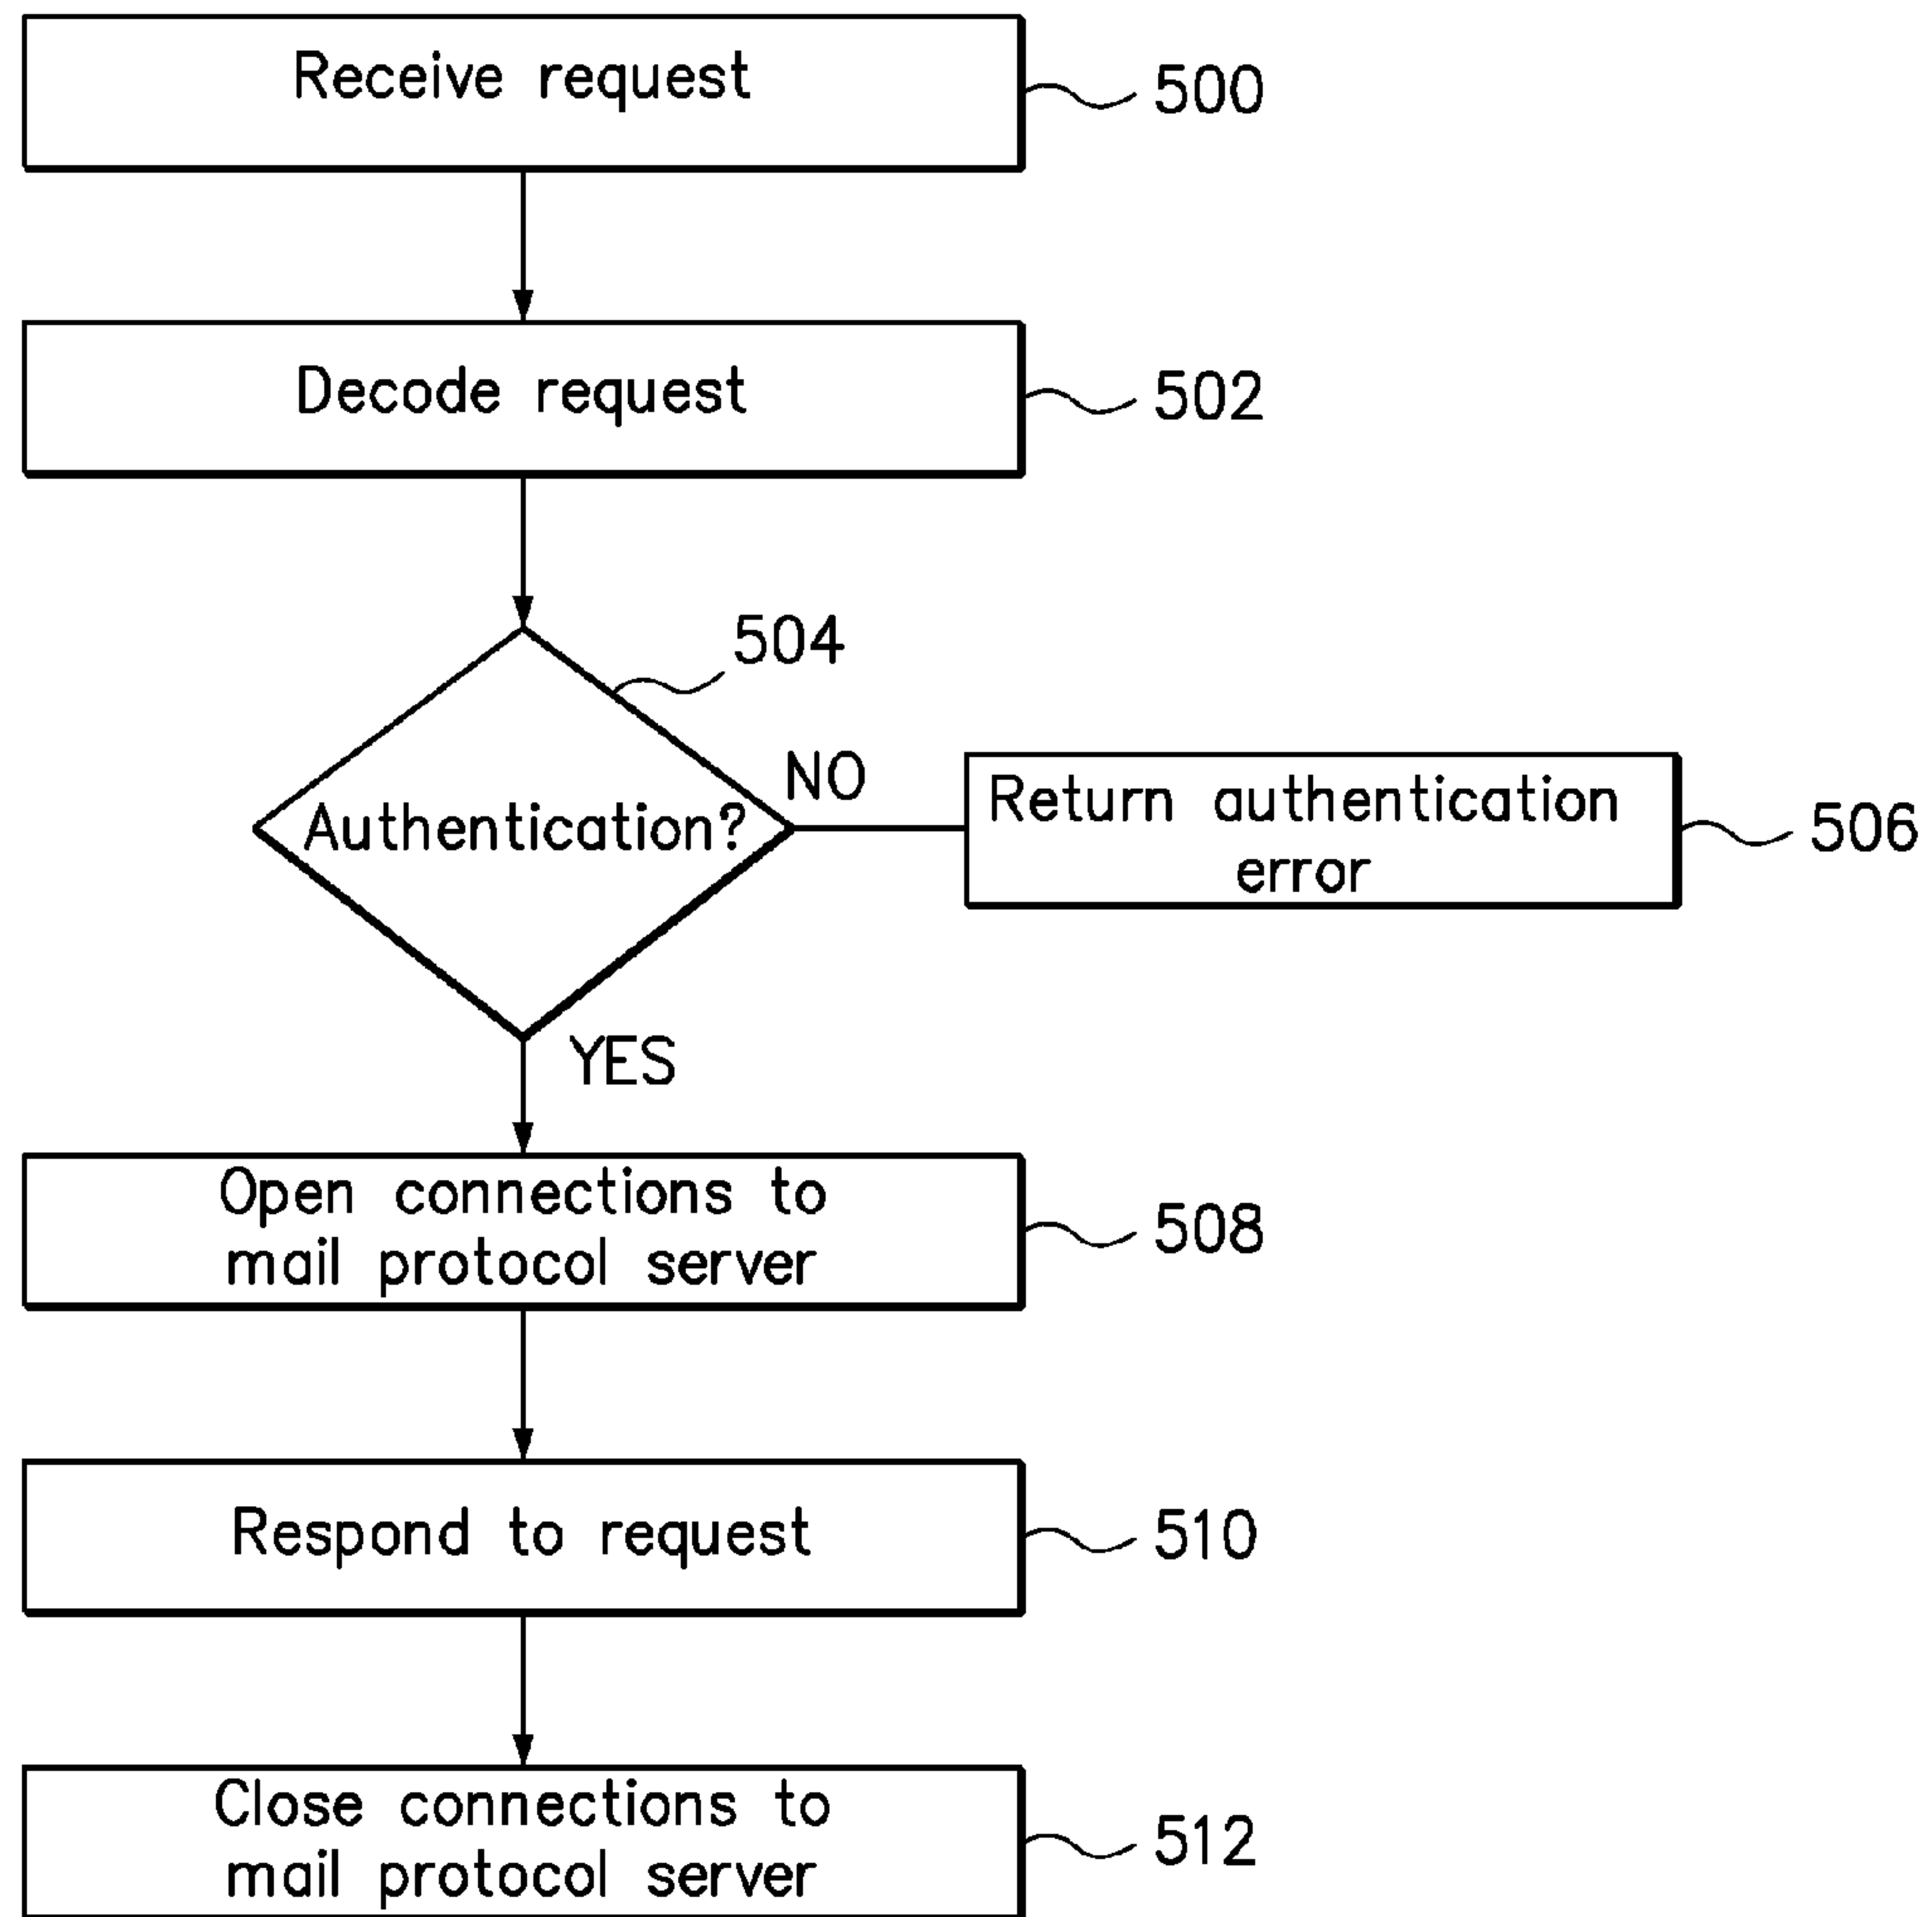 Receive request
500
Decode request
502
504
Authentication?
NO
Return authentication
error
506
YES
Open connections to
mail protocol server
508
Respond to request
510
Close connections to
mail protocol server
512